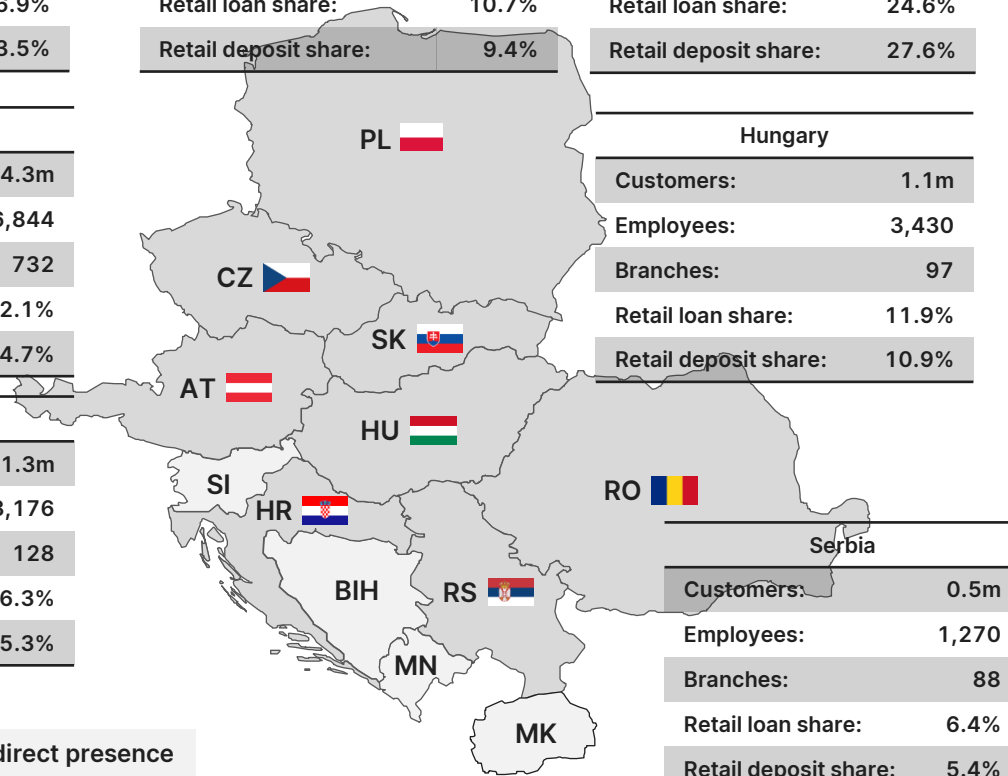 3.5%
4.3m
732
2.1%
4.7%
1.3m
128
6.3%
5.3%
direct presence
Retail loan share: 10.7%
Retail deposit share: 9.4%
Retail loan share: 24.6%
Retail deposit share: 27.6%
Hungary
Customers: 1.1m
Employees: 3,430
Branches: 97
Retail loan share: 11.9%
Retail deposit share: 10.9%
PL
CZ
SK
AT
HU
SI
HR
RO
BIH
RS
MN
MK
Serbia
Customers: 0.5m
Employees: 1,270
Branches: 88
Retail loan share: 6.4%
Retail deposit share: 5.4%